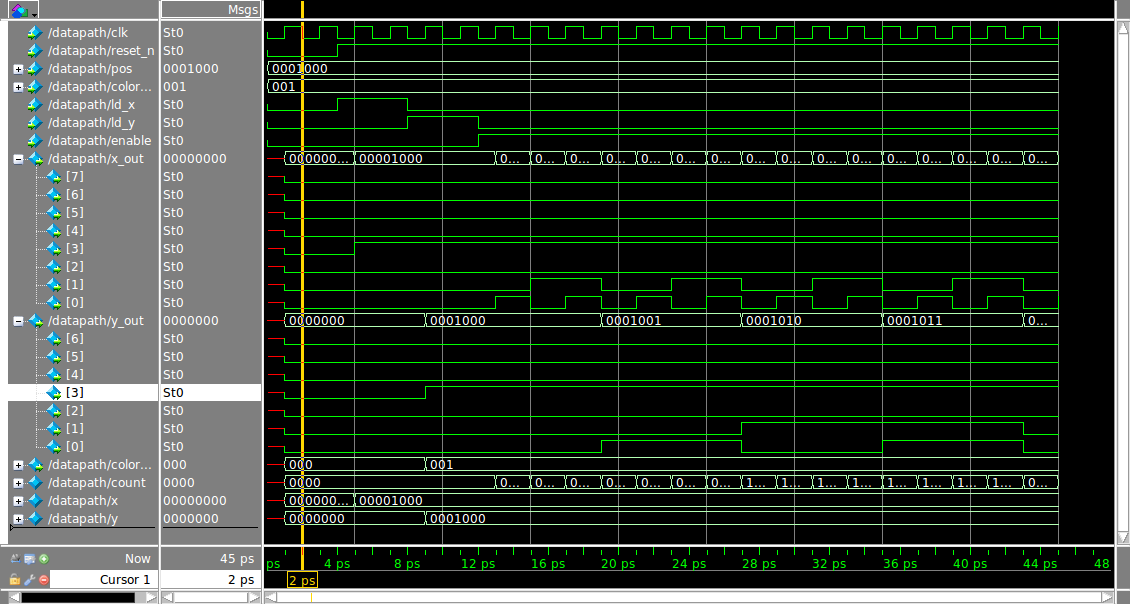 Msgs
/datapath/clk St0
/datapath/reset_n St0
/datapath/pos 0001000 0001000
/datapath/color... 001 001
/datapath/ld_x St0
/datapath/ld_y St0
/datapath/enable St0
/datapath/x_out 00000000 000000... 00001000 0... 0... 0... 0... 0... 0... 0... 0... 0... 0... 0... 0... 0... 0... 0... 0...
[7] St0
[6] St0
[5] St0
[4] St0
[3] St0
[2] St0
[1] St0
[0] St0
/datapath/y_out 0000000 0000000 0001000 0001001 0001010 0001011 0...
[6] St0
[5] St0
[4] St0
[3] St0
[2] St0
[1] St0
[0] St0
/datapath/color... 000 000 001
/datapath/count 0000 0000 0... 0... 0... 0... 0... 0... 0... 1... 1... 1... 1... 1... 1... 1... 1... 0...
/datapath/x 00000000 000000... 00001000
/datapath/y 0000000 0000000 0001000
Now 45 ps ps 4 ps 8 ps 12 ps 16 ps 20 ps 24 ps 28 ps 32 ps 36 ps 40 ps 44 ps 48
Cursor 1 2 ps 2 ps